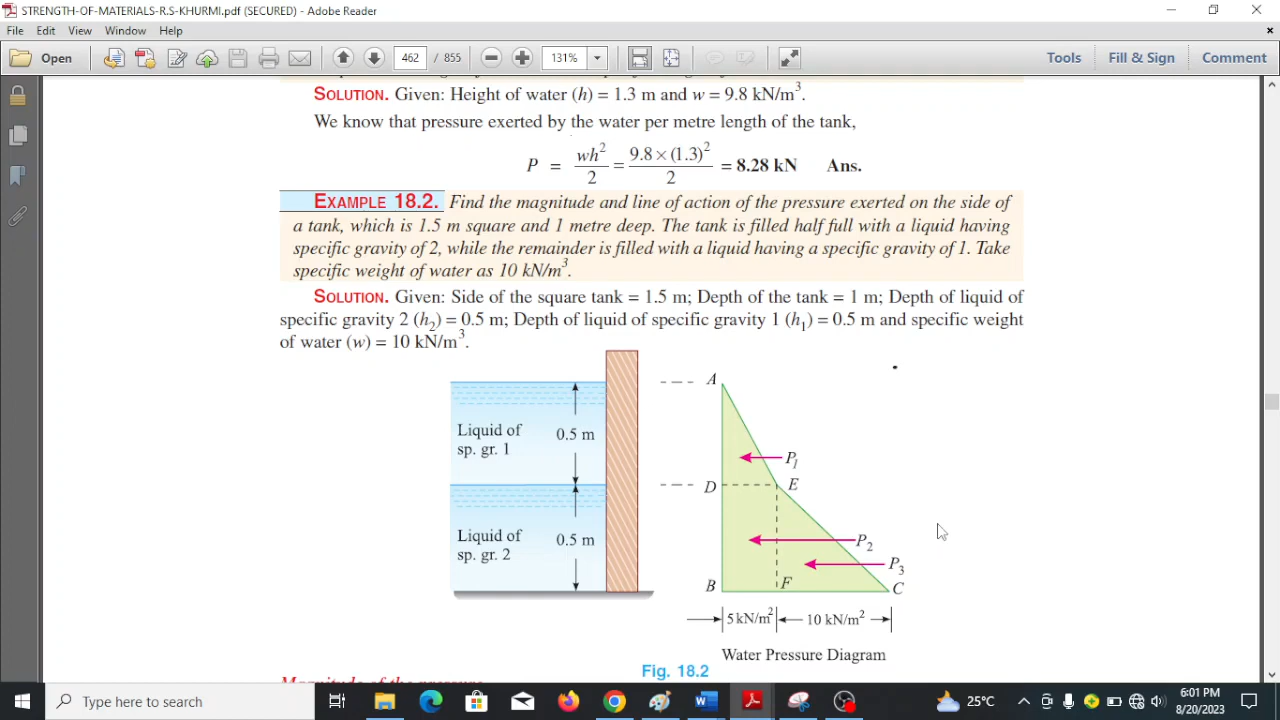 STRENGTH-OF-MATERIALS-R.S-KHURMI.pdf (SECURED) - Adobe Reader
File Edit View Window Help
Open 462 / 855 131% Tools Fill & Sign Comment
SOLUTION. Given: Height of water (h) = 1.3 m and w = 9.8 kN/m³.
We know that pressure exerted by the water per metre length of the tank,
P = wh²/2 = 9.8 × (1.3)²/2 = 8.28 kN Ans.
EXAMPLE 18.2. Find the magnitude and line of action of the pressure exerted on the side of
a tank, which is 1.5 m square and 1 metre deep. The tank is filled half full with a liquid having
specific gravity of 2, while the remainder is filled with a liquid having a specific gravity of 1. Take
specific weight of water as 10 kN/m³.
SOLUTION. Given: Side of the square tank = 1.5 m; Depth of the tank = 1 m; Depth of liquid of
specific gravity 2 (h₂) = 0.5 m; Depth of liquid of specific gravity 1 (h₁) = 0.5 m and specific weight
of water (w) = 10 kN/m³.
A
Liquid of
sp. gr. 1
0.5 m
P₁
D E
Liquid of
sp. gr. 2
0.5 m
P₂
P₃
B F C
5 kN/m² 10 kN/m²
Water Pressure Diagram
Fig. 18.2
Magnitude of the pressure
Type here to search
25°C
6:01 PM
8/20/2023